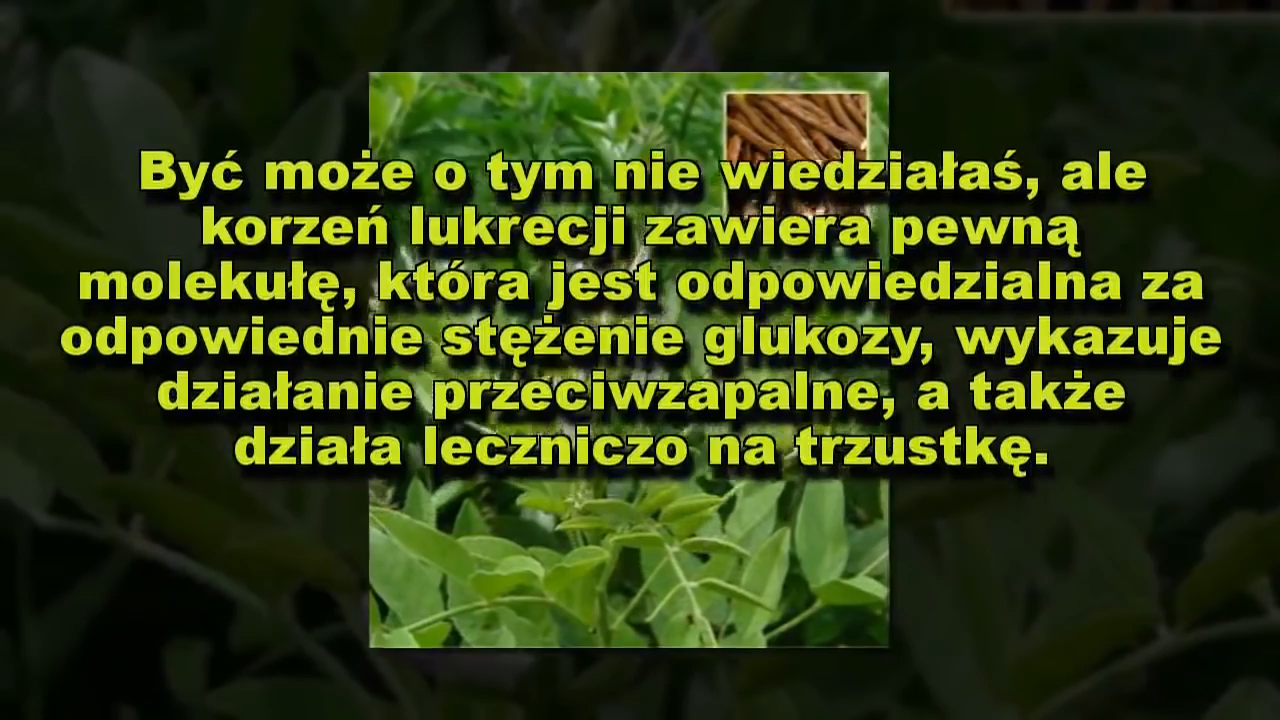 Być może o tym nie wiedziałaś, ale
korzeń lukrecji zawiera pewną
molekułę, która jest odpowiedzialna za
odpowiednie stężenie glukozy, wykazuje
działanie przeciwzapalne, a także
działa leczniczo na trzustkę.